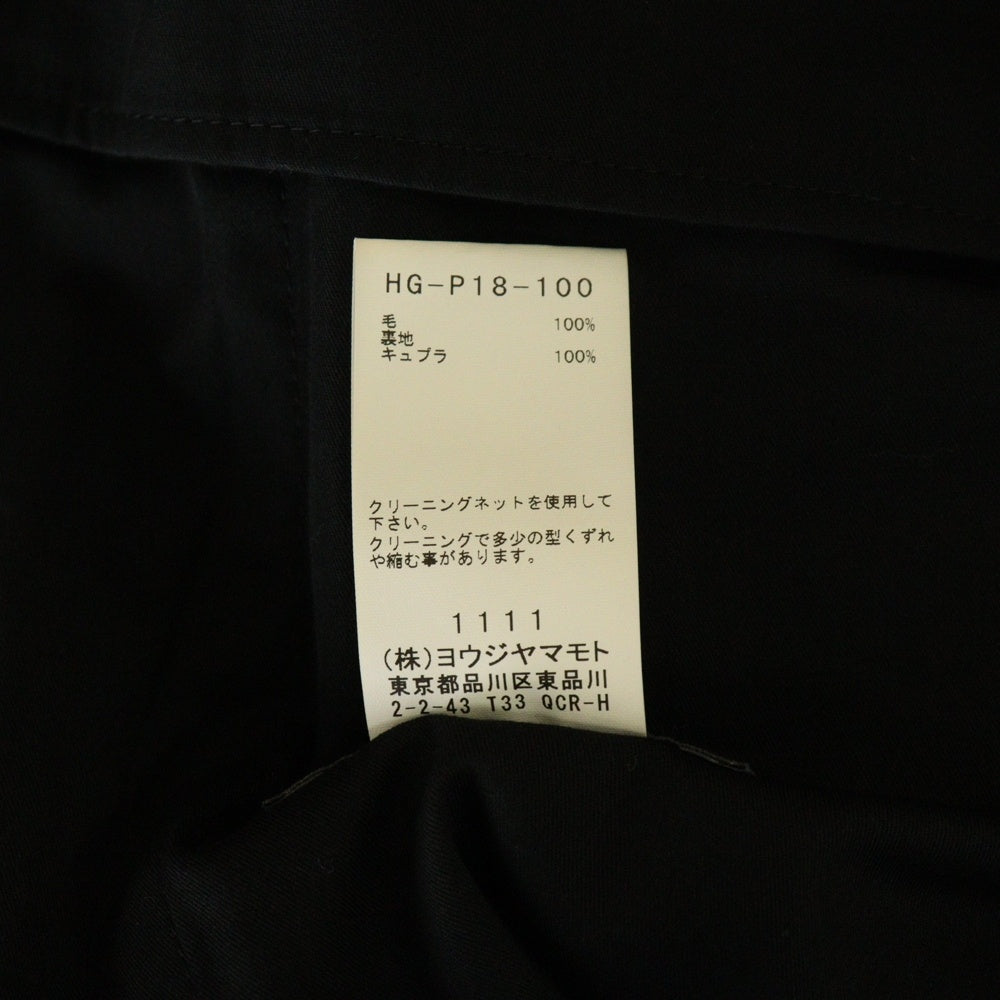 HG-P18-100
毛 100%
裏地
キュプラ 100%
クリーニングネットを使用して
下さい。
クリーニングで多少の型くずれ
や縮む事があります。
1111
(株)ヨウジヤマモト
東京都品川区東品川
2-2-43 T33 QCR-H